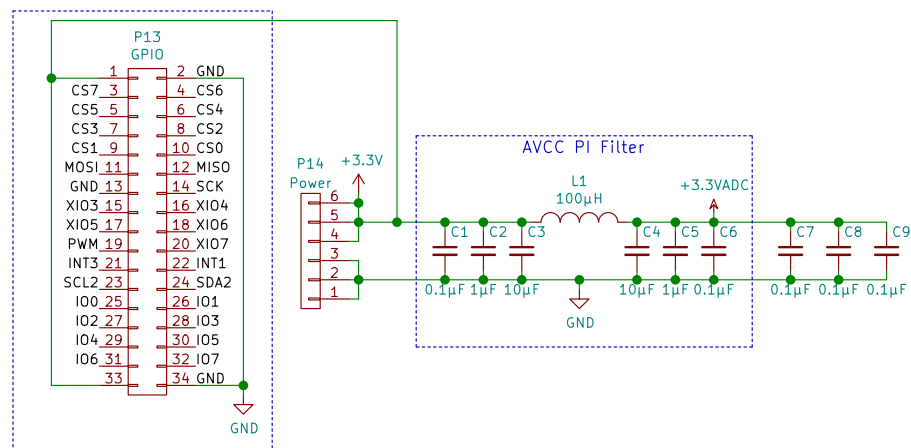 P13
GPIO
1 2 GND
CS7 3 4 CS6
CS5 5 6 CS4
CS3 7 8 CS2
CS1 9 10 CS0
MOSI 11 12 MISO
GND 13 14 SCK
XIO3 15 16 XIO4
XIO5 17 18 XIO6
PWM 19 20 XIO7
INT3 21 22 INT1
SCL2 23 24 SDA2
IO0 25 26 IO1
IO2 27 28 IO3
IO4 29 30 IO5
IO6 31 32 IO7
33 34 GND
GND
P14
Power
+3.3V
6
5
4
3
2
1
AVCC PI Filter
L1
100µH
+3.3VADC
C1 C2 C3 C4 C5 C6 C7 C8 C9
0.1µF 1µF 10µF 10µF 1µF 0.1µF 0.1µF 0.1µF 0.1µF
GND